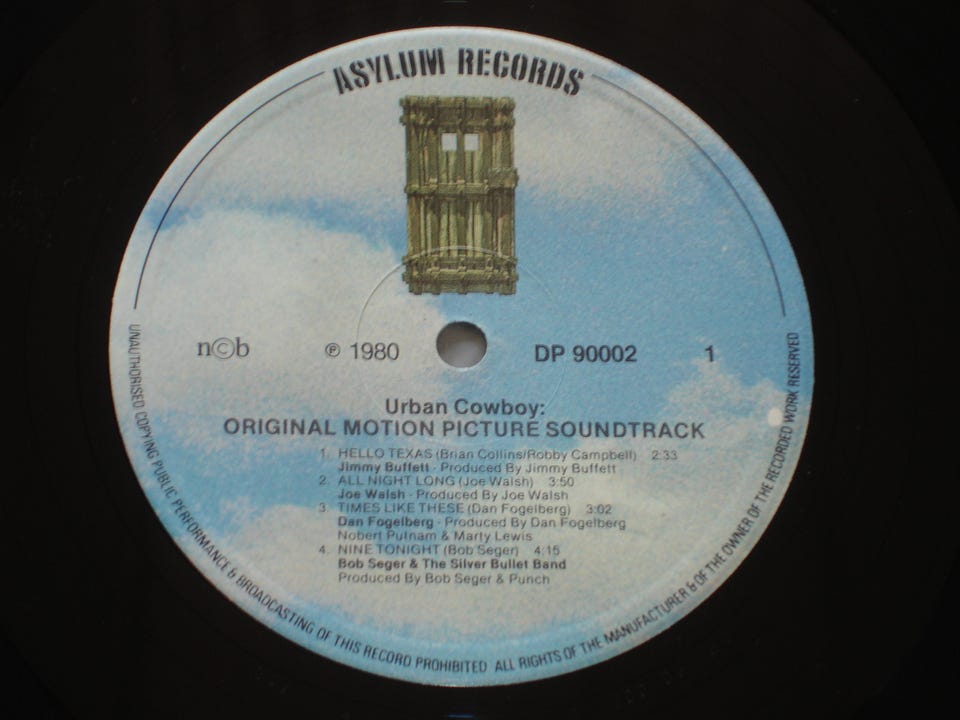 ASYLUM RECORDS
n©b ℗ 1980 DP 90002 1
Urban Cowboy:
ORIGINAL MOTION PICTURE SOUNDTRACK
1. HELLO TEXAS (Brian Collins/Robby Campbell) 2:33
Jimmy Buffett · Produced By Jimmy Buffett
2. ALL NIGHT LONG (Joe Walsh) 3:50
Joe Walsh · Produced By Joe Walsh
3 TIMES LIKE THESE (Dan Fogelberg) 3:02
Dan Fogelberg · Produced By Dan Fogelberg
Nobert Putnam & Marty Lewis
4. NINE TONIGHT (Bob Seger) 4:15
Bob Seger & The Silver Bullet Band
Produced By Bob Seger & Punch
UNAUTHORISED COPYING PUBLIC PERFORMANCE & BROADCASTING OF THIS RECORD PROHIBITED ALL RIGHTS OF THE MANUFACTURER & OF THE OWNER OF THE RECORDED WORK RESERVED